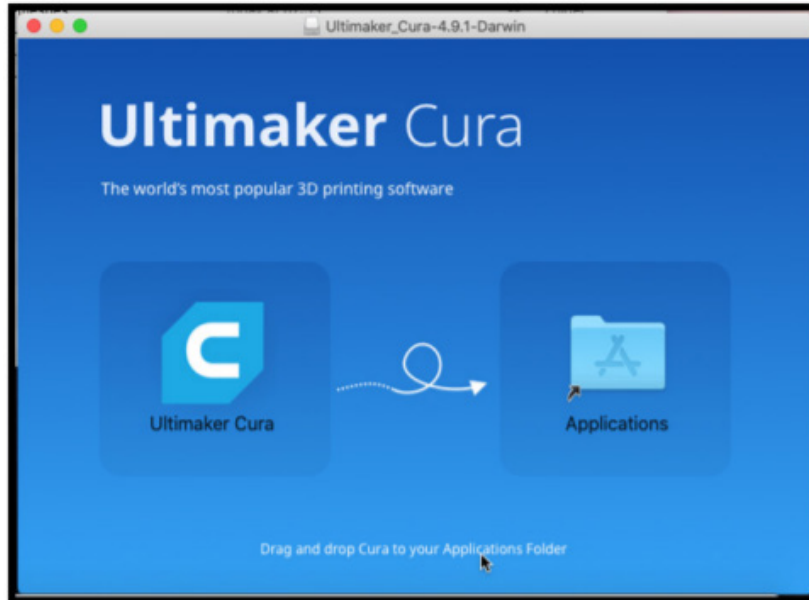 Ultimaker_Cura-4.9.1-Darwin
Ultimaker Cura
The world's most popular 3D printing software
Ultimaker Cura
Applications
Drag and drop Cura to your Applications Folder